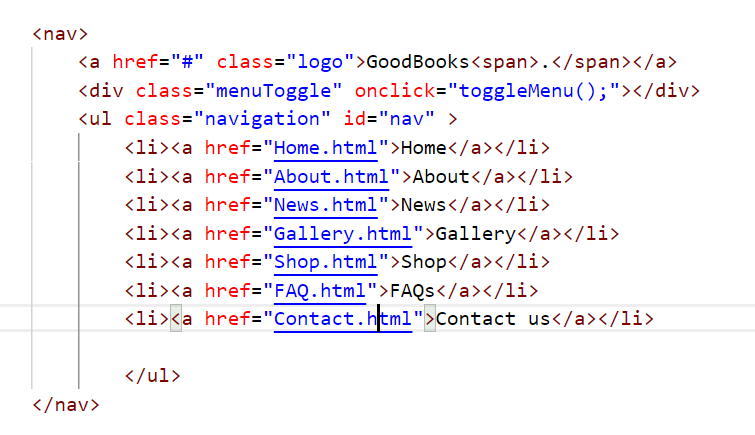 <nav>
<a href="#" class="logo">GoodBooks<span>.</span></a>
<div class="menuToggle" onclick="toggleMenu();"></div>
<ul class="navigation" id="nav" >
<li><a href="Home.html">Home</a></li>
<li><a href="About.html">About</a></li>
<li><a href="News.html">News</a></li>
<li><a href="Gallery.html">Gallery</a></li>
<li><a href="Shop.html">Shop</a></li>
<li><a href="FAQ.html">FAQs</a></li>
<li><a href="Contact.html">Contact us</a></li>
</ul>
</nav>